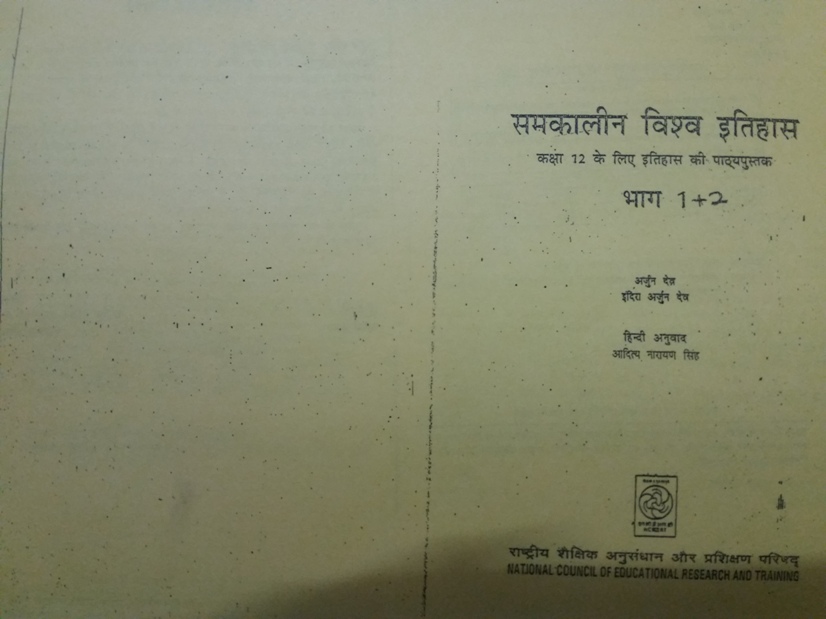 समकालीन विश्व इतिहास
कक्षा 12 के लिए इतिहास की पाठ्यपुस्तक
भाग 1+2
अर्जुन देव
इंदिरा अर्जुन देव
हिन्दी अनुवाद
आदित्य नारायण सिंह
राष्ट्रीय शैक्षिक अनुसंधान और प्रशिक्षण परिषद्
NATIONAL COUNCIL OF EDUCATIONAL RESEARCH AND TRAINING